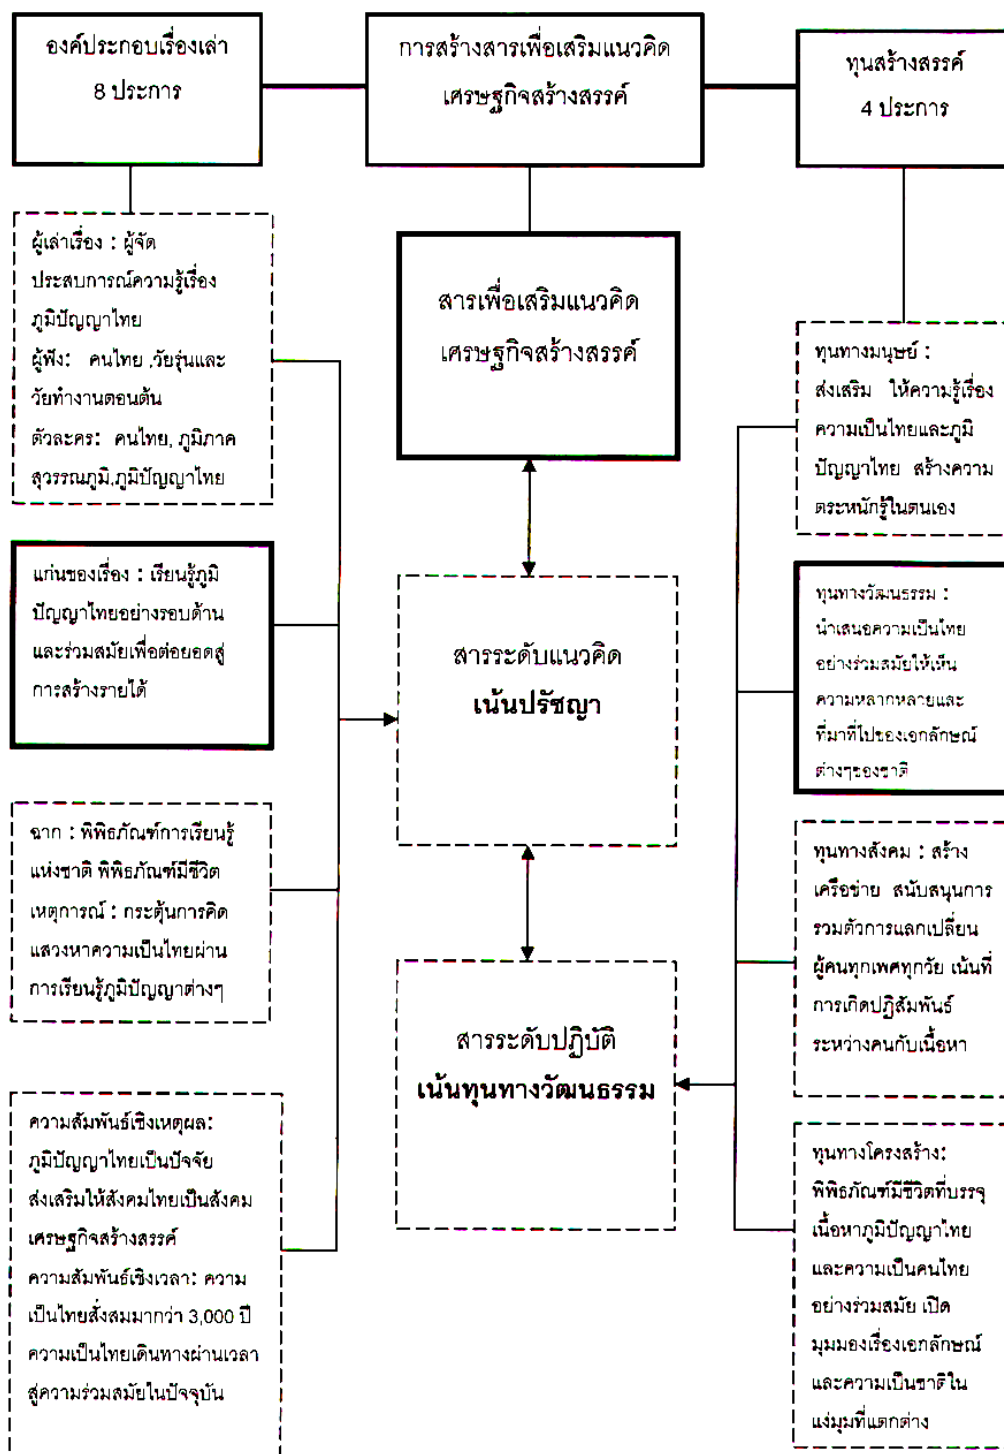 องค์ประกอบเรื่องเล่า
8 ประการ
การสร้างสารเพื่อเสริมแนวคิด
เศรษฐกิจสร้างสรรค์
ทุนสร้างสรรค์
4 ประการ
ผู้เล่าเรื่อง : ผู้จัด
ประสบการณ์ความรู้เรื่อง
ภูมิปัญญาไทย
ผู้ฟัง: คนไทย ,วัยรุ่นและ
วัยทำงานตอนต้น
ตัวละคร: คนไทย, ภูมิภาค
สุวรรณภูมิ,ภูมิปัญญาไทย
แก่นของเรื่อง : เรียนรู้ภูมิ
ปัญญาไทยอย่างรอบด้าน
และร่วมสมัยเพื่อต่อยอดสู่
การสร้างรายได้
ฉาก : พิพิธภัณฑ์การเรียนรู้
แห่งชาติ พิพิธภัณฑ์มีชีวิต
เหตุการณ์ : กระตุ้นการคิด
แสวงหาความเป็นไทยผ่าน
การเรียนรู้ภูมิปัญญาต่างๆ
ความสัมพันธ์เชิงเหตุผล:
ภูมิปัญญาไทยเป็นปัจจัย
ส่งเสริมให้สังคมไทยเป็นสังคม
เศรษฐกิจสร้างสรรค์
ความสัมพันธ์เชิงเวลา: ความ
เป็นไทยสั่งสมมากว่า 3,000 ปี
ความเป็นไทยเดินทางผ่านเวลา
สู่ความร่วมสมัยในปัจจุบัน
สารเพื่อเสริมแนวคิด
เศรษฐกิจสร้างสรรค์
สารระดับแนวคิด
เน้นปรัชญา
สารระดับปฏิบัติ
เน้นทุนทางวัฒนธรรม
ทุนทางมนุษย์ :
ส่งเสริม ให้ความรู้เรื่อง
ความเป็นไทยและภูมิ
ปัญญาไทย สร้างความ
ตระหนักรู้ในตนเอง
ทุนทางวัฒนธรรม :
นำเสนอความเป็นไทย
อย่างร่วมสมัยให้เห็น
ความหลากหลายและ
ที่มาที่ไปของเอกลักษณ์
ต่างๆของชาติ
ทุนทางสังคม : สร้าง
เครือข่าย สนับสนุนการ
รวมตัวการแลกเปลี่ยน
ผู้คนทุกเพศทุกวัย เน้นที่
การเกิดปฏิสัมพันธ์
ระหว่างคนกับเนื้อหา
ทุนทางโครงสร้าง:
พิพิธภัณฑ์มีชีวิตที่บรรจุ
เนื้อหาภูมิปัญญาไทย
และความเป็นคนไทย
อย่างร่วมสมัย เปิด
มุมมองเรื่องเอกลักษณ์
และความเป็นชาติใน
แง่มุมที่แตกต่าง